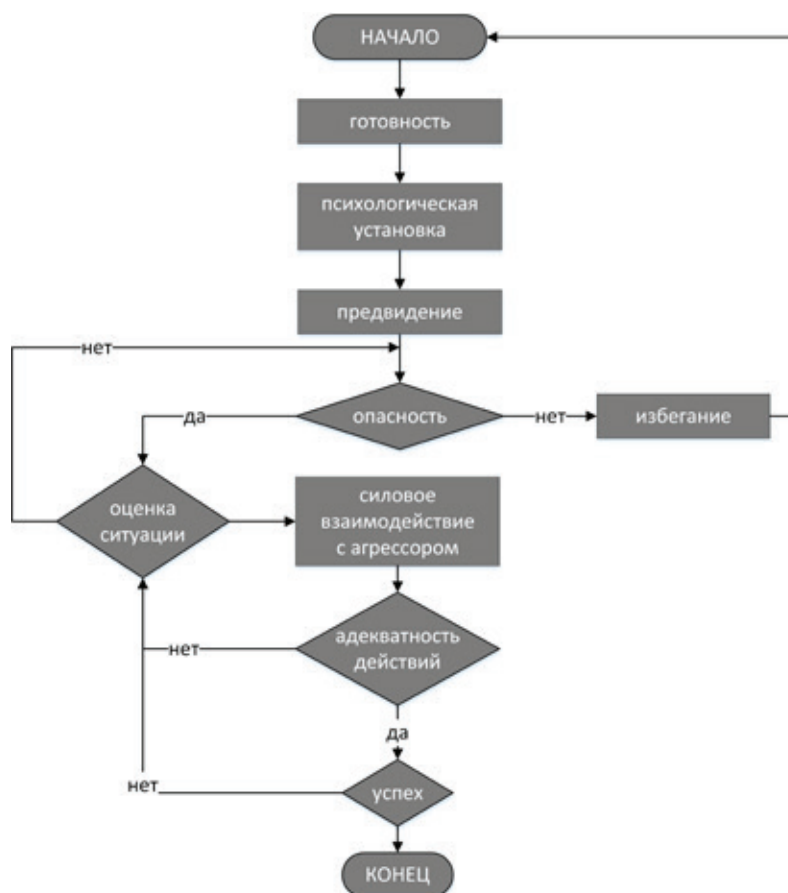 НАЧАЛО
готовность
психологическая
установка
предвидение
нет
опасность
да
нет
избегание
оценка
ситуации
силовое
взаимодействие
с агрессором
адекватность
действий
нет
да
успех
нет
КОНЕЦ